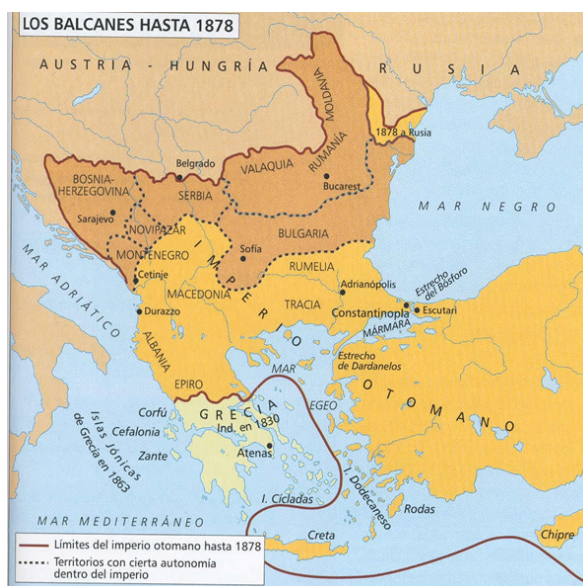 LOS BALCANES HASTA 1878
AUSTRIA - HUNGRÍA
RUSIA
MOLDAVIA
1878 a Rusia
Belgrado
VALAQUIA
RUMANÍA
BOSNIA-
HERZEGOVINA
SERBIA
Bucarest
Sarajevo
NOVIPAZAR
MAR NEGRO
BULGARIA
MONTENEGRO
Sofía
IMPERIO
RUMELIA
Cetinje
MAR ADRIÁTICO
MACEDONIA
Adrianópolis
Estrecho
del Bósforo
TRACIA
Durazzo
Constantinopla
Escutari
MÁRMARA
ALBANIA
Estrecho
de Dardanelos
MAR
OTOMANO
EPIRO
EGEO
Corfú
GRECIA
Ind. en 1830
Cefalonia
Islas Jónicas
de Grecia en 1863
Atenas
Zante
I. Cícladas
I. Dodecaneso
Rodas
MAR MEDITERRÁNEO
Creta
Chipre
Límites del imperio otomano hasta 1878
Territorios con cierta autonomía
dentro del imperio